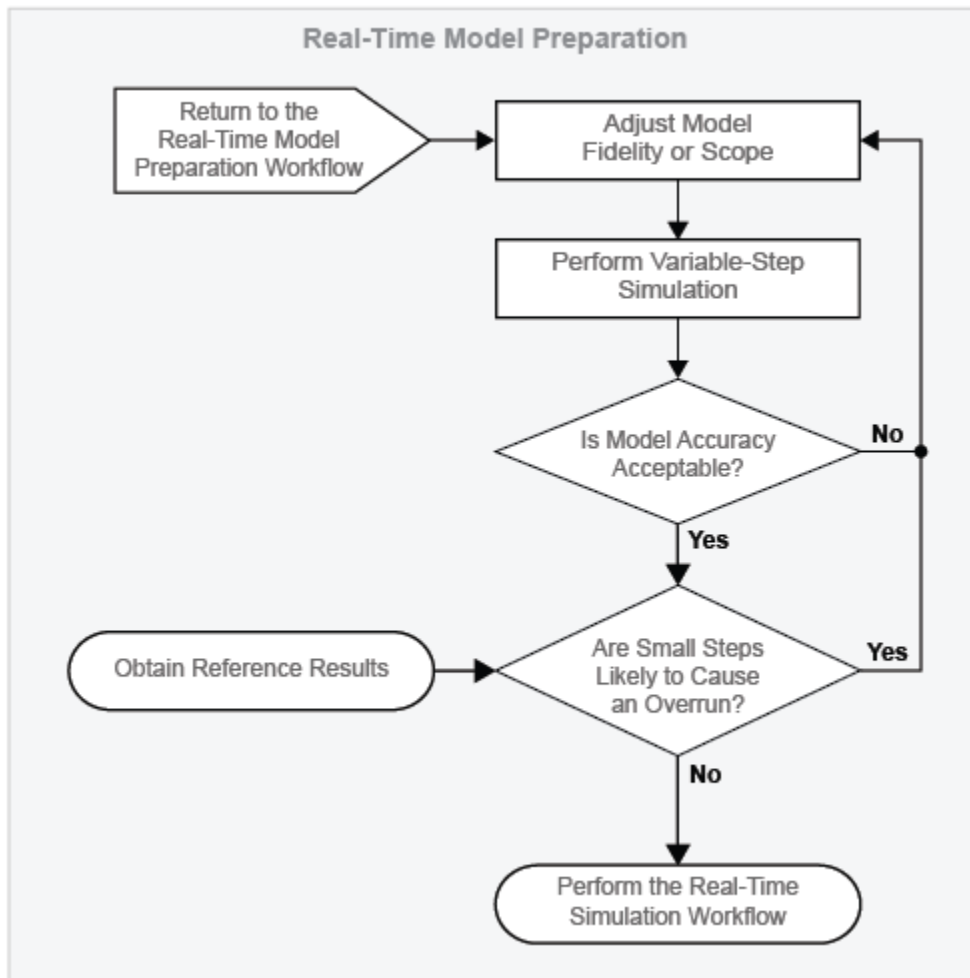 Real-Time Model Preparation
Return to the
Real-Time Model
Preparation Workflow
Adjust Model
Fidelity or Scope
Perform Variable-Step
Simulation
Is Model Accuracy
Acceptable?
No
Yes
Obtain Reference Results
Are Small Steps
Likely to Cause
an Overrun?
Yes
No
Perform the Real-Time
Simulation Workflow